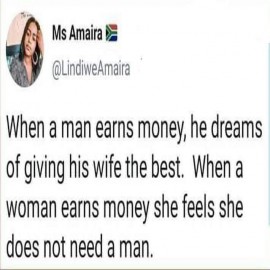 Ms Amaira 🇿🇦
@LindiweAmaira
When a man earns money, he dreams
of giving his wife the best. When a
woman earns money she feels she
does not need a man.